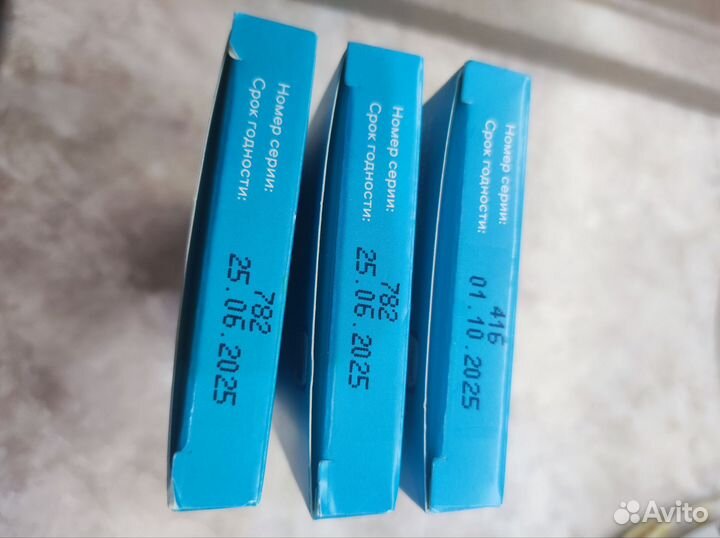 Номер серии:
782
Срок годности:
25.06.2025
Номер серии:
782
Срок годности:
25.06.2025
Номер серии:
416
Срок годности:
01.10.2025
Avito